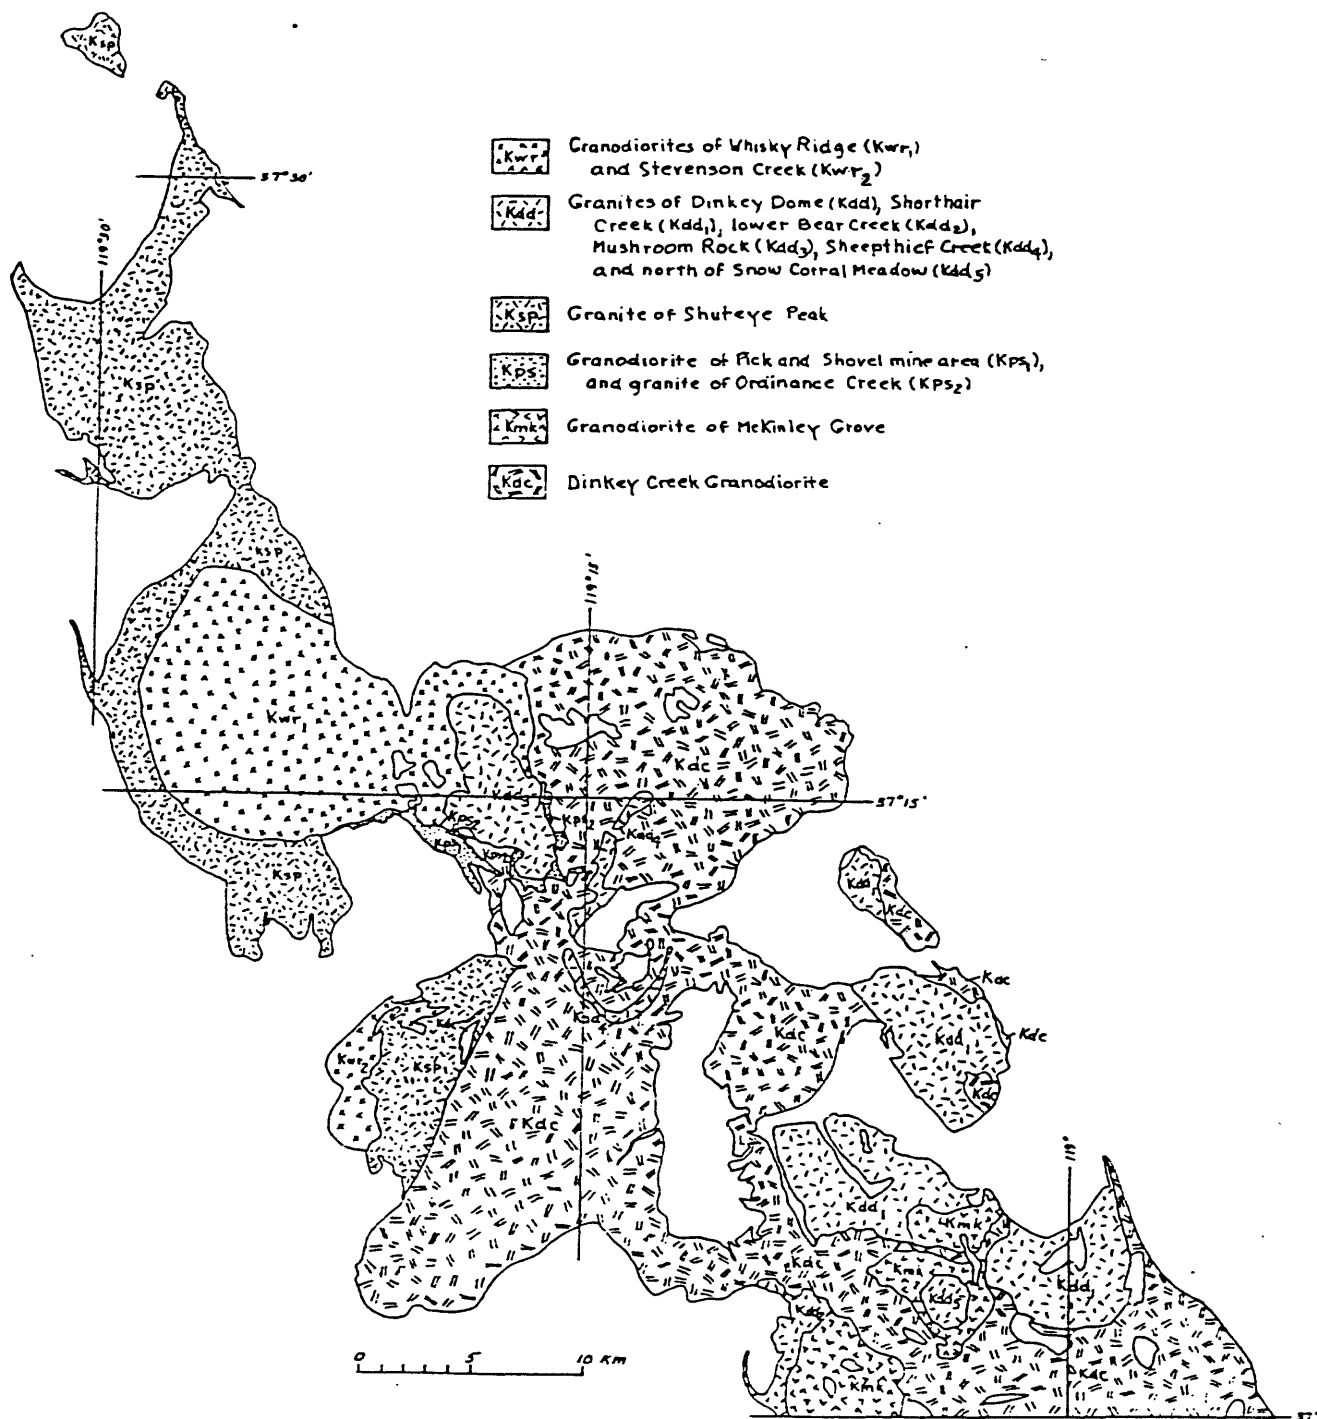 Ksp
37°30'
119°30'
Kwr Granodiorites of Whisky Ridge (Kwr₁)
and Stevenson Creek (Kwr₂)
Kdd Granites of Dinkey Dome (Kdd), Shorthair
Creek (Kdd₁), lower Bear Creek (Kdd₂),
Mushroom Rock (Kdd₃), Sheepthief Creek (Kdd₄),
and north of Snow Corral Meadow (Kdd₅)
Ksp Granite of Shuteye Peak
Kps Granodiorite of Pick and Shovel mine area (Kps₁),
and granite of Ordinance Creek (Kps₂)
Kmk Granodiorite of McKinley Grove
Kdc Dinkey Creek Granodiorite
Ksp
Ksp
119°15'
Kwr₁
Kdc
37°15'
Kps₂
Kdd₄
Ksp
Kdd
Kdc
Kdc
Kdc
Kdc
Kdd₁
Kwr₂
Ksp
Kdc
Kdc
119°
Kdd₁
Kmk
Kdc
Kmk
Kdd₅
Kdd₁
0 5 10 Km
Kmk
Kdc
37°